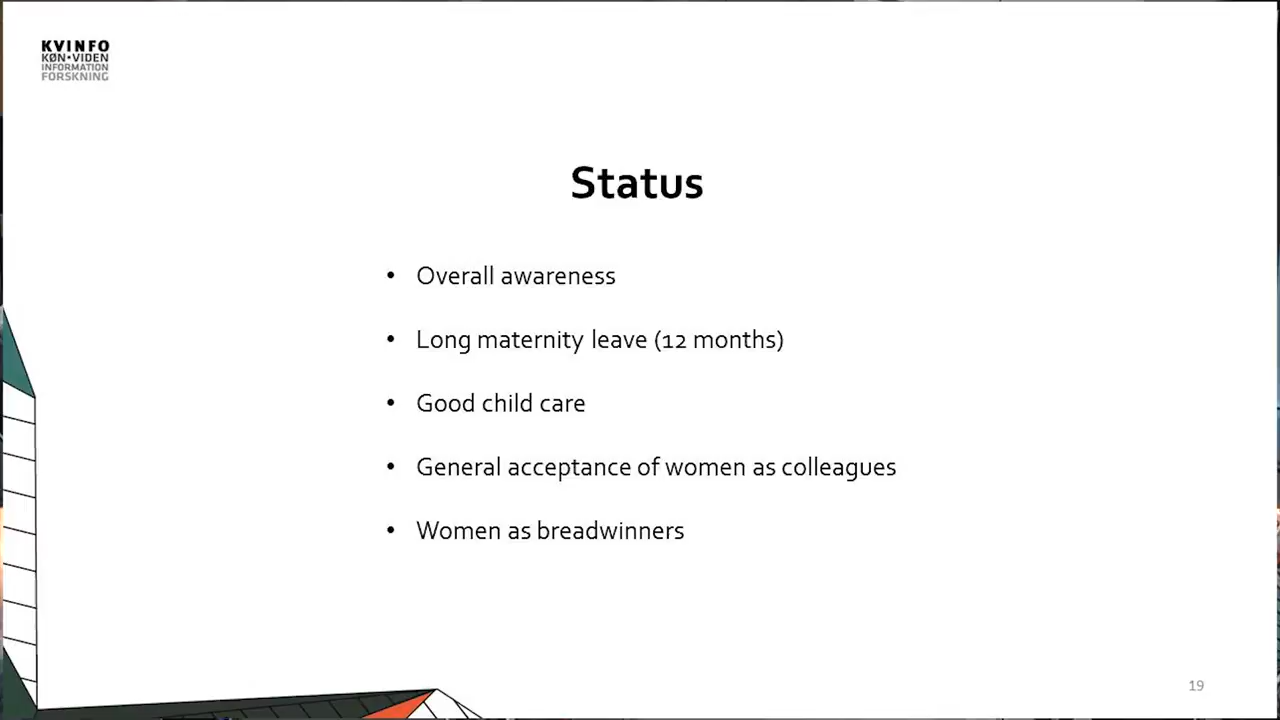 KVINFO
KØN•VIDEN
INFORMATION
FORSKNING
Status
• Overall awareness
• Long maternity leave (12 months)
• Good child care
• General acceptance of women as colleagues
• Women as breadwinners
19